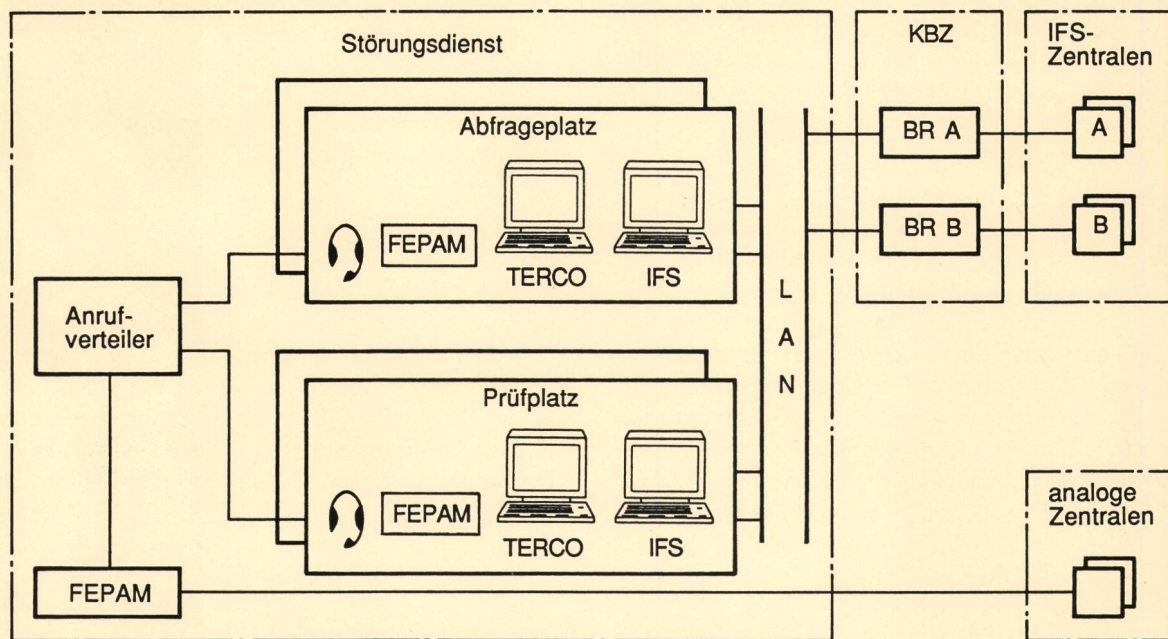 Störungsdienst
KBZ
IFS-
Zentralen
Abfrageplatz
BR A
A
FEPAM
TERCO
IFS
BR B
B
Anruf-
verteiler
L
A
N
Prüfplatz
FEPAM
TERCO
IFS
analoge
Zentralen
FEPAM